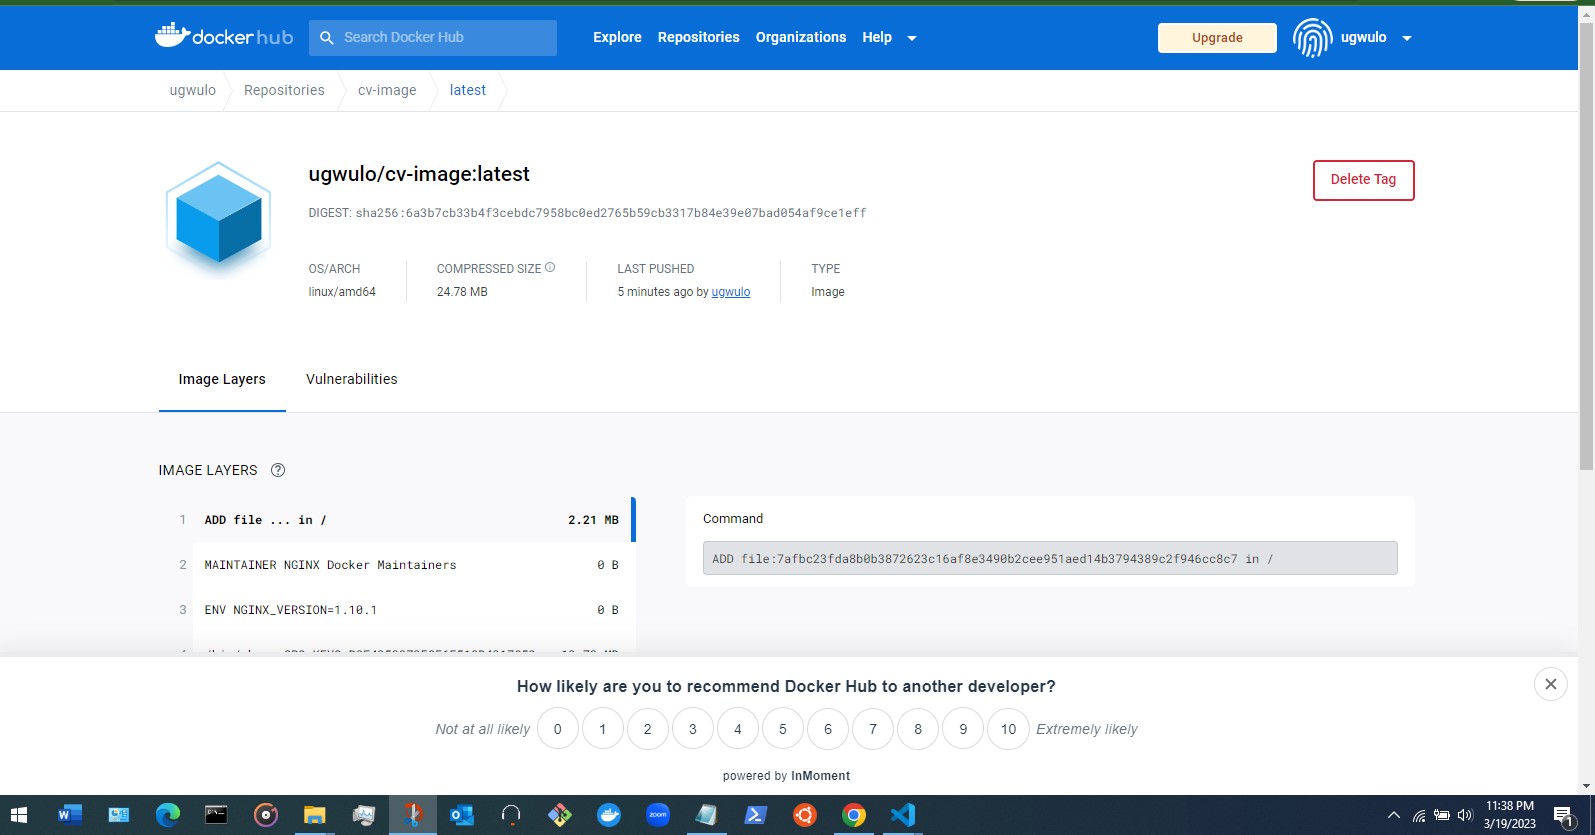 docker hub
Search Docker Hub
Explore
Repositories
Organizations
Help
Upgrade
ugwulo
ugwulo
Repositories
cv-image
latest
ugwulo/cv-image:latest
Delete Tag
DIGEST: sha256:6a3b7cb33b4f3cebdc7958bc0ed2765b59cb3317b84e39e07bad054af9ce1eff
OS/ARCH
linux/amd64
COMPRESSED SIZE
24.78 MB
LAST PUSHED
5 minutes ago by ugwulo
TYPE
Image
Image Layers
Vulnerabilities
IMAGE LAYERS ?
1 ADD file ... in / 2.21 MB
2 MAINTAINER NGINX Docker Maintainers 0 B
3 ENV NGINX_VERSION=1.10.1 0 B
Command
ADD file:7afbc23fda8b0b3872623c16af8e3490b2cee951aed14b3794389c2f946cc8c7 in /
How likely are you to recommend Docker Hub to another developer?
Not at all likely 0 1 2 3 4 5 6 7 8 9 10 Extremely likely
powered by InMoment
zoom
11:38 PM
3/19/2023
1